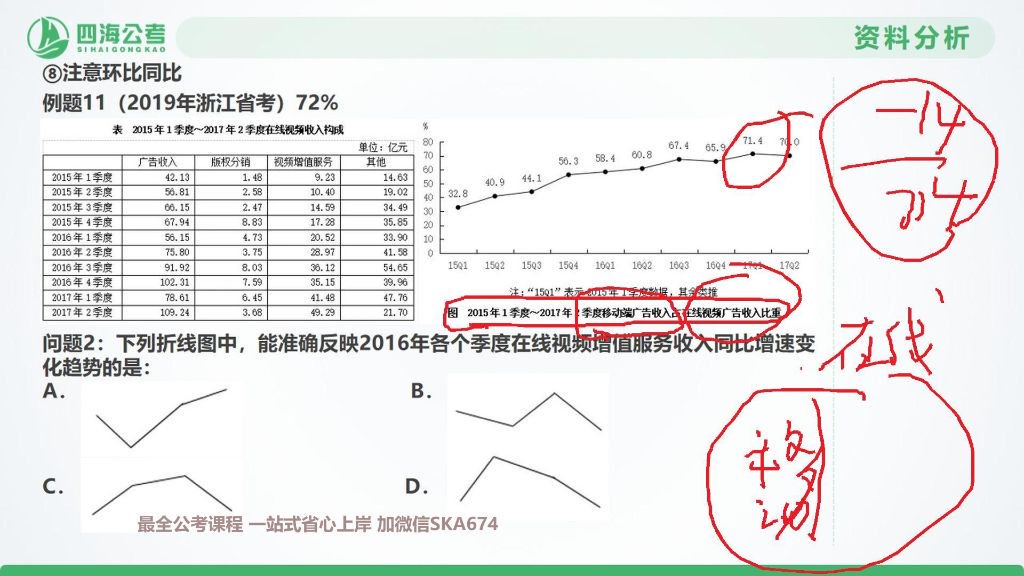 四海公考
SIHAIGONGKAO
资料分析
⑧注意环比同比
例题11（2019年浙江省考）72%
表 2015年1季度～2017年2季度在线视频收入构成
单位：亿元
广告收入 版权分销 视频增值服务 其他
2015年1季度 42.13 1.48 9.23 14.63
2015年2季度 56.81 2.58 10.40 19.02
2015年3季度 66.15 2.47 14.59 34.49
2015年4季度 67.94 8.83 17.28 35.85
2016年1季度 56.15 4.73 20.52 33.90
2016年2季度 75.80 3.75 28.97 41.58
2016年3季度 91.92 8.03 36.12 54.65
2016年4季度 102.31 7.59 35.15 39.96
2017年1季度 78.61 6.45 41.48 47.76
2017年2季度 109.24 3.68 49.29 21.70
%
80
70
60
50
40
30
20
10
0
32.8 40.9 44.1 56.3 58.4 60.8 67.4 65.9 71.4 70.0
15Q1 15Q2 15Q3 15Q4 16Q1 16Q2 16Q3 16Q4 17Q1 17Q2
注：“15Q1”表示2015年1季度数据，其余类推
图 2015年1季度～2017年2季度移动端广告收入占在线视频广告收入比重
问题2：下列折线图中，能准确反映2016年各个季度在线视频增值服务收入同比增速变
化趋势的是：
A.
B.
C.
D.
最全公考课程 一站式省心上岸 加微信SKA674
-14
在线
移动